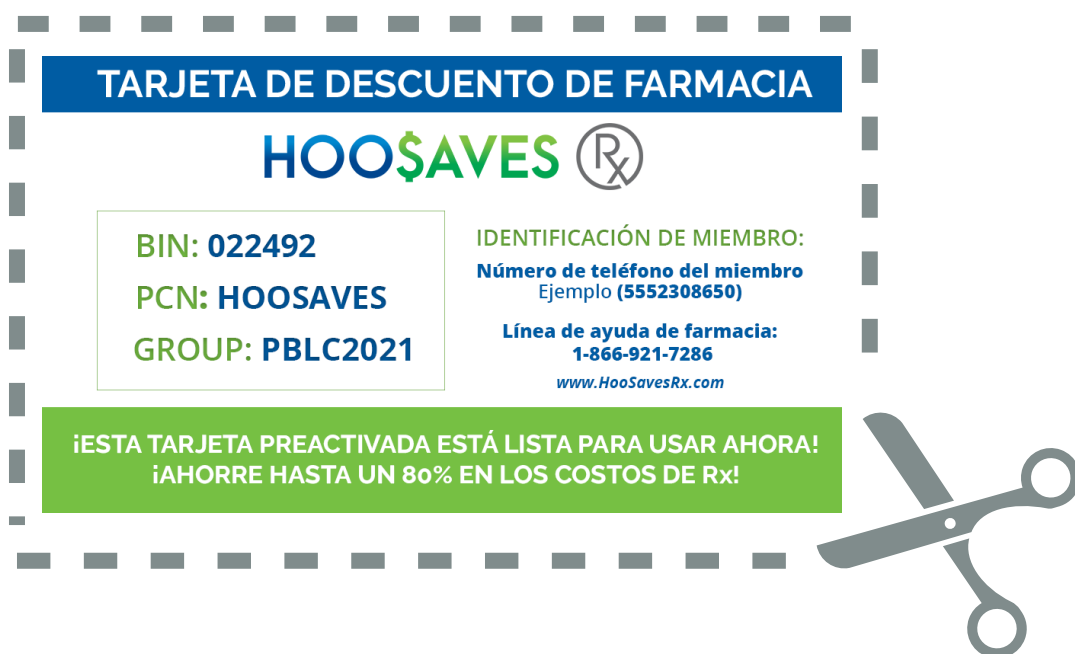 TARJETA DE DESCUENTO DE FARMACIA
HOO$AVES Rx
BIN: 022492
PCN: HOOSAVES
GROUP: PBLC2021
IDENTIFICACIÓN DE MIEMBRO:
Número de teléfono del miembro
Ejemplo (5552308650)
Línea de ayuda de farmacia:
1-866-921-7286
www.HooSavesRx.com
¡ESTA TARJETA PREACTIVADA ESTÁ LISTA PARA USAR AHORA!
¡AHORRE HASTA UN 80% EN LOS COSTOS DE Rx!